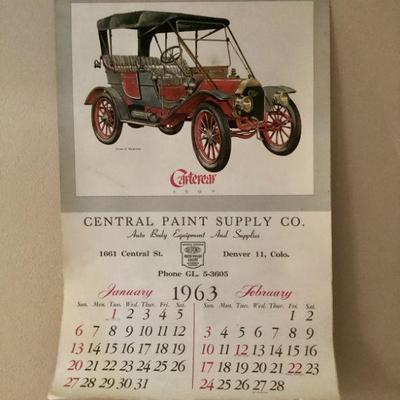 Cartercar
1909
CENTRAL PAINT SUPPLY CO.
Auto Body Equipment And Supplies
1661 Central St. Denver 11, Colo.
Phone GL. 5-3605
January 1963 February
Sun. Mon. Tues. Wed. Thur. Fri. Sat. Sun. Mon. Tues. Wed. Thur. Fri. Sat.
1 2 3 4 5 1 2
6 7 8 9 10 11 12 3 4 5 6 7 8 9
13 14 15 16 17 18 19 10 11 12 13 14 15 16
20 21 22 23 24 25 26 17 18 19 20 21 22 23
27 28 29 30 31 24 25 26 27 28